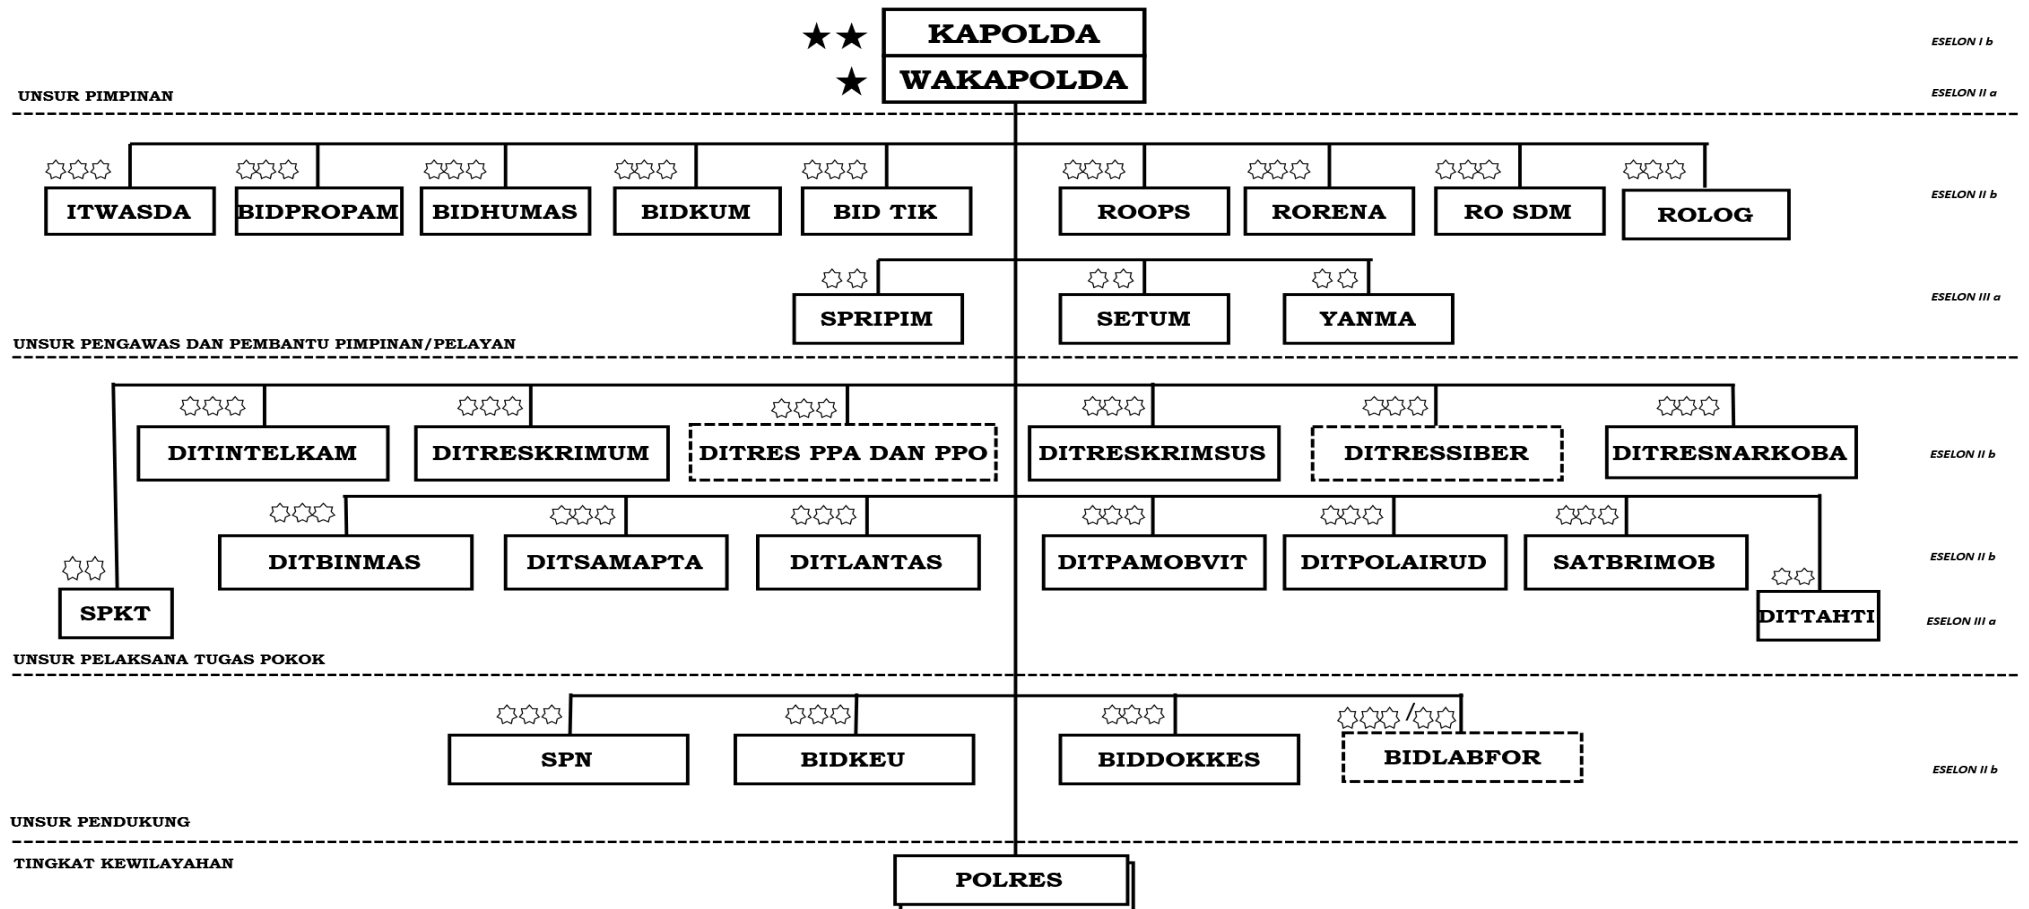 KAPOLDA
ESELON I b
WAKAPOLDA
ESELON II a
UNSUR PIMPINAN
ITWASDA
BIDPROPAM
BIDHUMAS
BIDKUM
BID TIK
ROOPS
RORENA
RO SDM
ROLOG
ESELON II b
SPRIPIM
SETUM
YANMA
ESELON III a
UNSUR PENGAWAS DAN PEMBANTU PIMPINAN/PELAYAN
DITINTELKAM
DITRESKRIMUM
DITRES PPA DAN PPO
DITRESKRIMSUS
DITRESSIBER
DITRESNARKOBA
ESELON II b
DITBINMAS
DITSAMAPTA
DITLANTAS
DITPAMOBVIT
DITPOLAIRUD
SATBRIMOB
ESELON II b
SPKT
DITTAHTI
ESELON III a
UNSUR PELAKSANA TUGAS POKOK
/
SPN
BIDKEU
BIDDOKKES
BIDLABFOR
ESELON II b
UNSUR PENDUKUNG
TINGKAT KEWILAYAHAN
POLRES